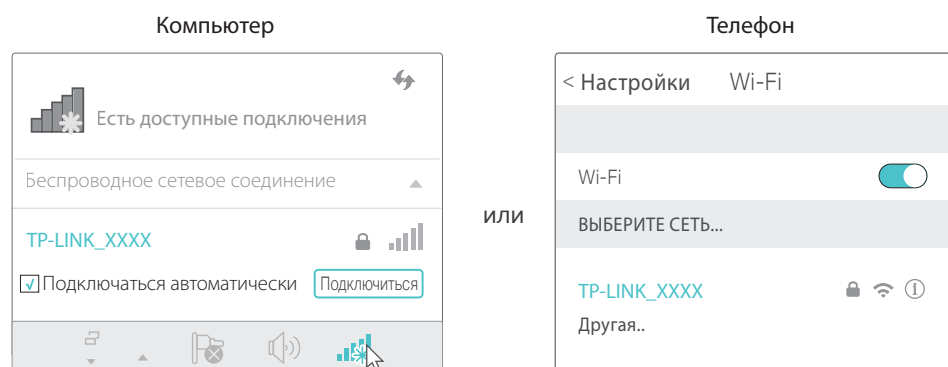 Компьютер
Есть доступные подключения
Беспроводное сетевое соединение
TP-LINK_XXXX
Подключаться автоматически
Подключиться
или
Телефон
< Настройки Wi-Fi
Wi-Fi
ВЫБЕРИТЕ СЕТЬ...
TP-LINK_XXXX
Другая..